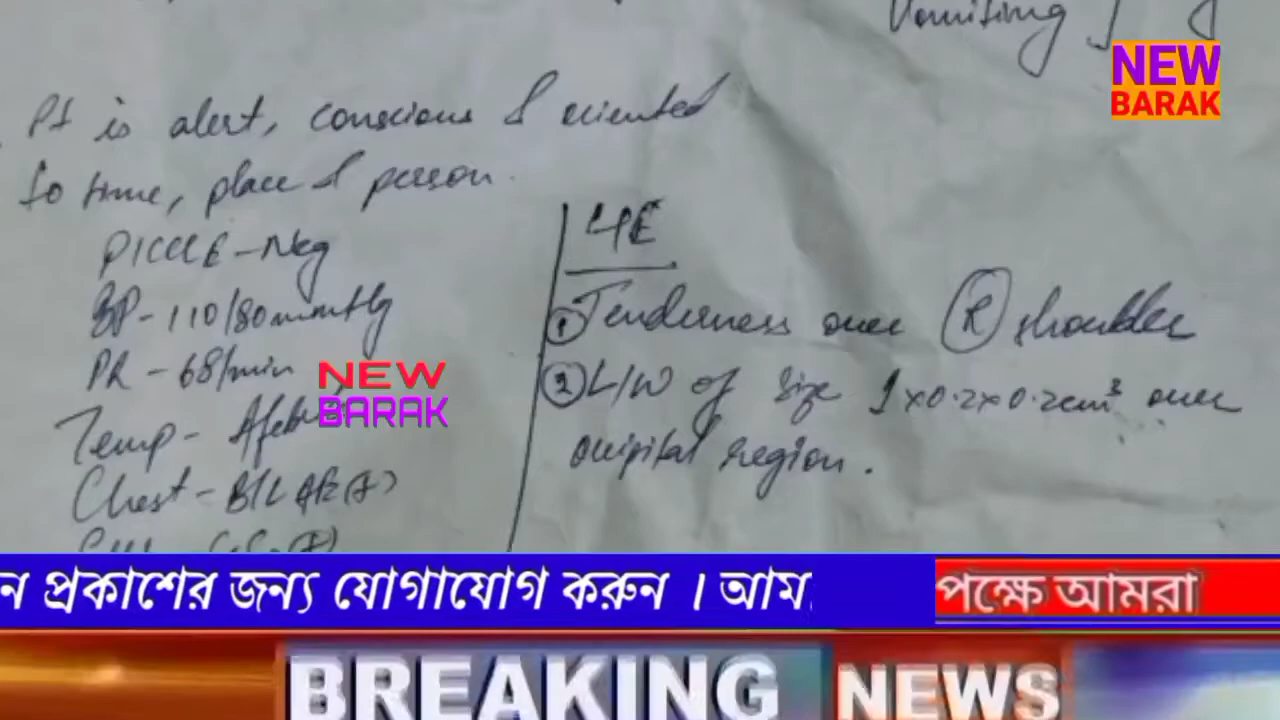 Vomiting
NEW
BARAK
Pt is alert, conscious & oriented
to time, place & person.
PICCLE - Neg
BP - 110/80 mmHg
PR - 68/min
NEW
BARAK
Temp - Afeb
Chest - B/L AE (+)
L/E
① Tenderness over Ⓡ shoulder
② L/W of size 1 x 0.2 x 0.2cm³ over
occipital region.
ন প্রকাশের জন্য যোগাযোগ করুন । আম
পক্ষে আমরা
BREAKING NEWS